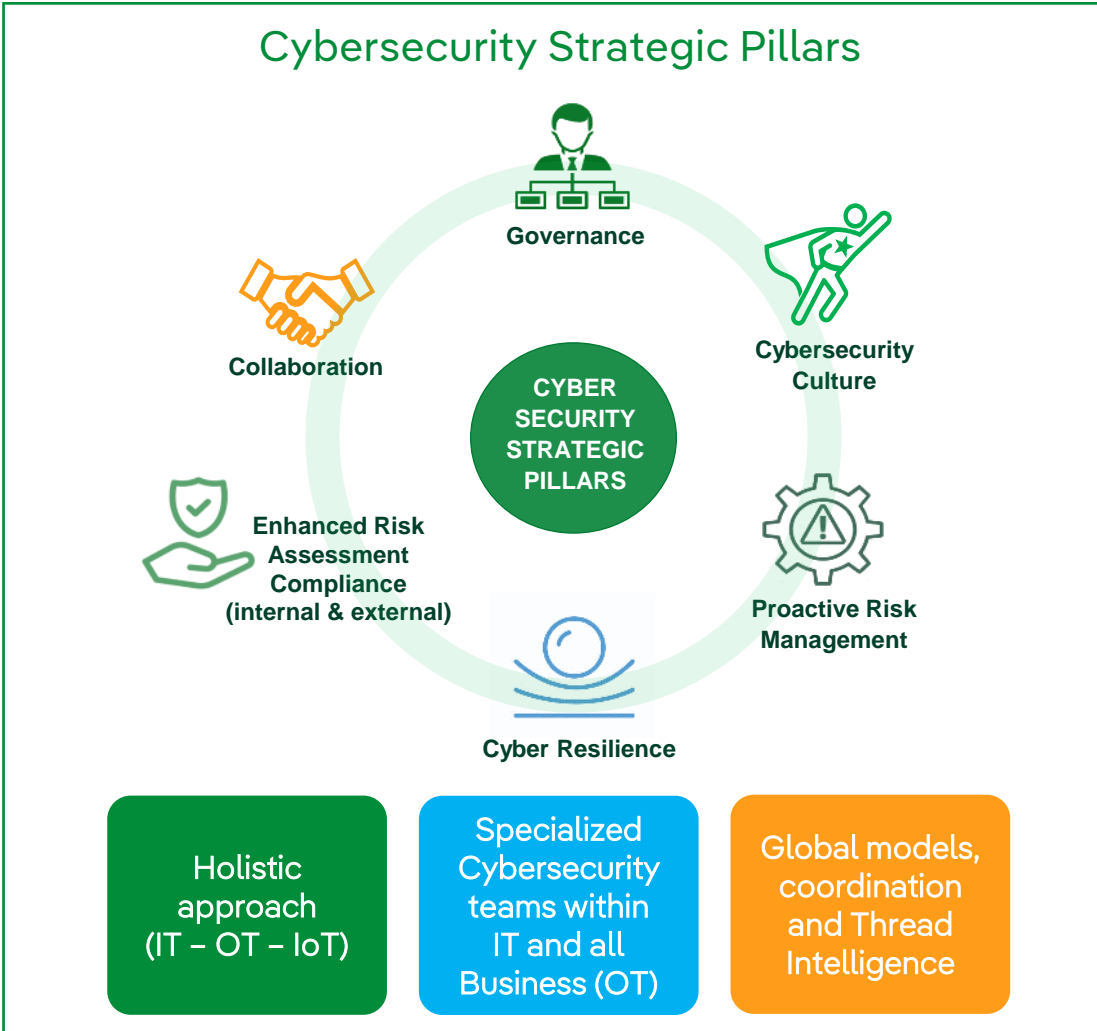 Cybersecurity Strategic Pillars
Governance
Cybersecurity
Culture
Collaboration
CYBER
SECURITY
STRATEGIC
PILLARS
Enhanced Risk
Assessment
Compliance
(internal & external)
Proactive Risk
Management
Cyber Resilience
Holistic
approach
(IT – OT – IoT)
Specialized
Cybersecurity
teams within
IT and all
Business (OT)
Global models,
coordination
and Thread
Intelligence